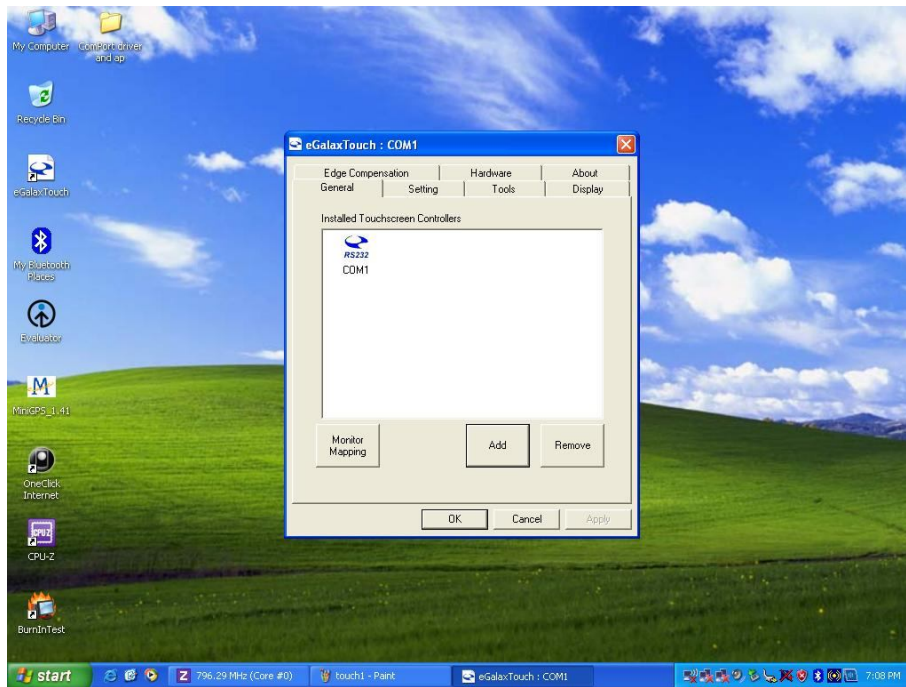 My Computer
ComPort driver
and ap
Recycle Bin
eGalaxTouch
My Bluetooth
Places
Evaluator
M
MiniGPS_1.41
OneClick
Internet
CPU-Z
CPU-Z
BurnInTest
eGalaxTouch : COM1
Edge Compensation Hardware About
General Setting Tools Display
Installed Touchscreen Controllers
RS232
COM1
Monitor
Mapping
Add
Remove
OK
Cancel
Apply
start
Z 796.29 MHz (Core #0)
touch1 - Paint
eGalaxTouch : COM1
7:08 PM